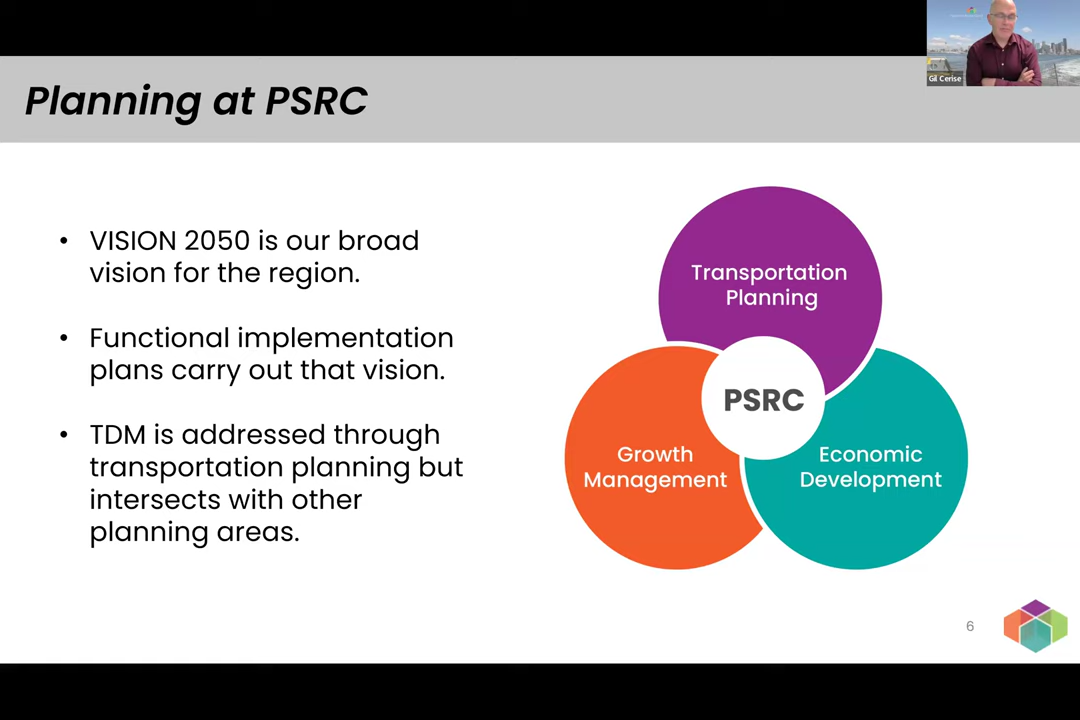 Gil Cerise
Planning at PSRC
• VISION 2050 is our broad
vision for the region.
• Functional implementation
plans carry out that vision.
• TDM is addressed through
transportation planning but
intersects with other
planning areas.
Transportation
Planning
PSRC
Growth
Management
Economic
Development
6